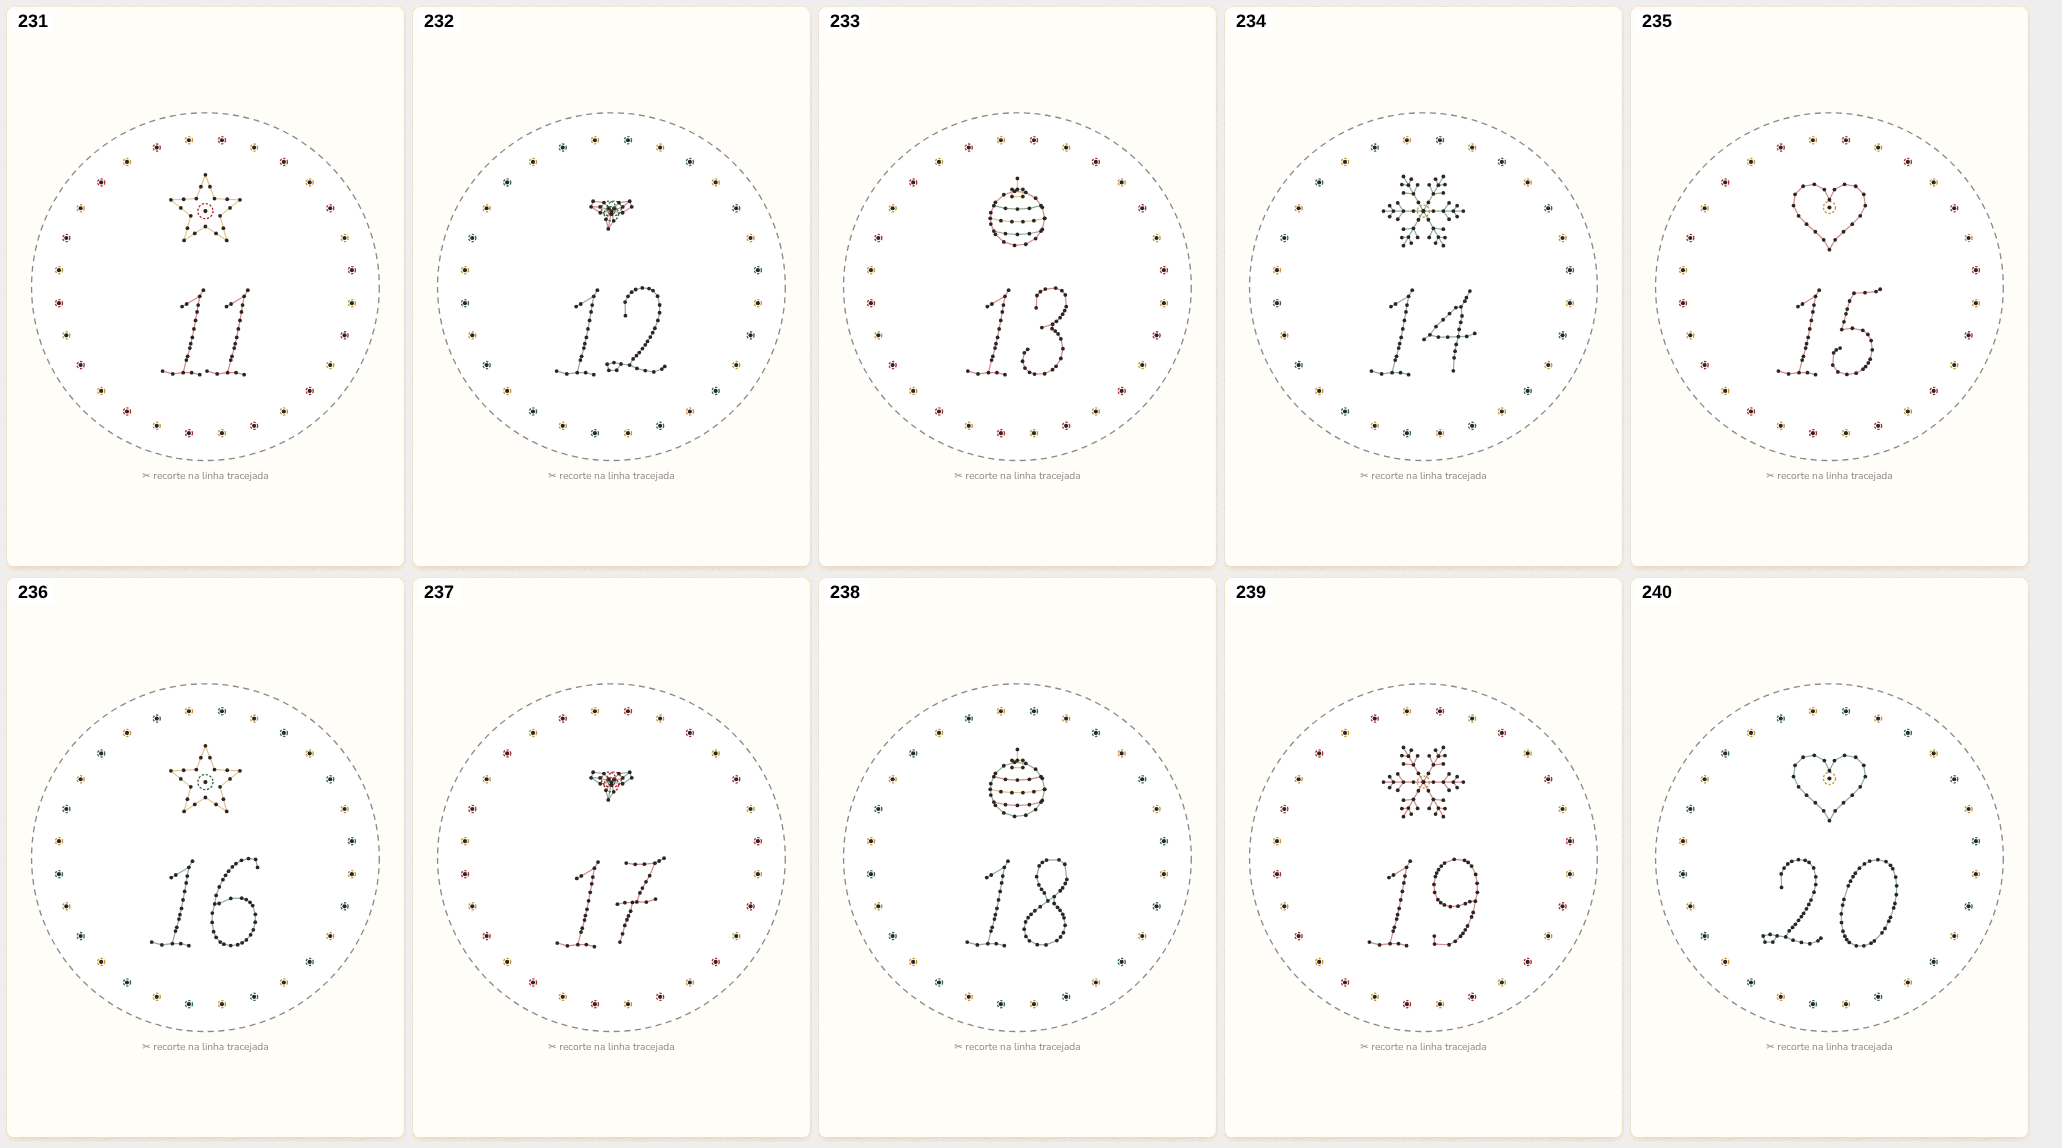 231
232
233
234
235
11
12
13
14
15
✂ recorte na linha tracejada
✂ recorte na linha tracejada
✂ recorte na linha tracejada
✂ recorte na linha tracejada
✂ recorte na linha tracejada
236
237
238
239
240
16
17
18
19
20
✂ recorte na linha tracejada
✂ recorte na linha tracejada
✂ recorte na linha tracejada
✂ recorte na linha tracejada
✂ recorte na linha tracejada